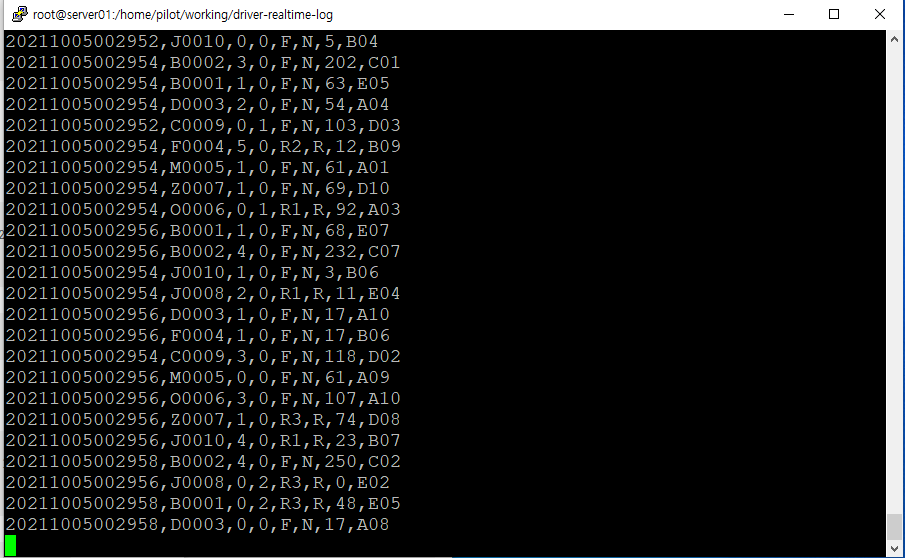 root@server01:/home/pilot/working/driver-realtime-log
20211005002952,J0010,0,0,F,N,5,B04
20211005002954,B0002,3,0,F,N,202,C01
20211005002954,B0001,1,0,F,N,63,E05
20211005002954,D0003,2,0,F,N,54,A04
20211005002952,C0009,0,1,F,N,103,D03
20211005002954,F0004,5,0,R2,R,12,B09
20211005002954,M0005,1,0,F,N,61,A01
20211005002954,Z0007,1,0,F,N,69,D10
20211005002954,O0006,0,1,R1,R,92,A03
20211005002956,B0001,1,0,F,N,68,E07
20211005002956,B0002,4,0,F,N,232,C07
20211005002954,J0010,1,0,F,N,3,B06
20211005002954,J0008,2,0,R1,R,11,E04
20211005002956,D0003,1,0,F,N,17,A10
20211005002956,F0004,1,0,F,N,17,B06
20211005002954,C0009,3,0,F,N,118,D02
20211005002956,M0005,0,0,F,N,61,A09
20211005002956,O0006,3,0,F,N,107,A10
20211005002956,Z0007,1,0,R3,R,74,D08
20211005002956,J0010,4,0,R1,R,23,B07
20211005002958,B0002,4,0,F,N,250,C02
20211005002956,J0008,0,2,R3,R,0,E02
20211005002958,B0001,0,2,R3,R,48,E05
20211005002958,D0003,0,0,F,N,17,A08